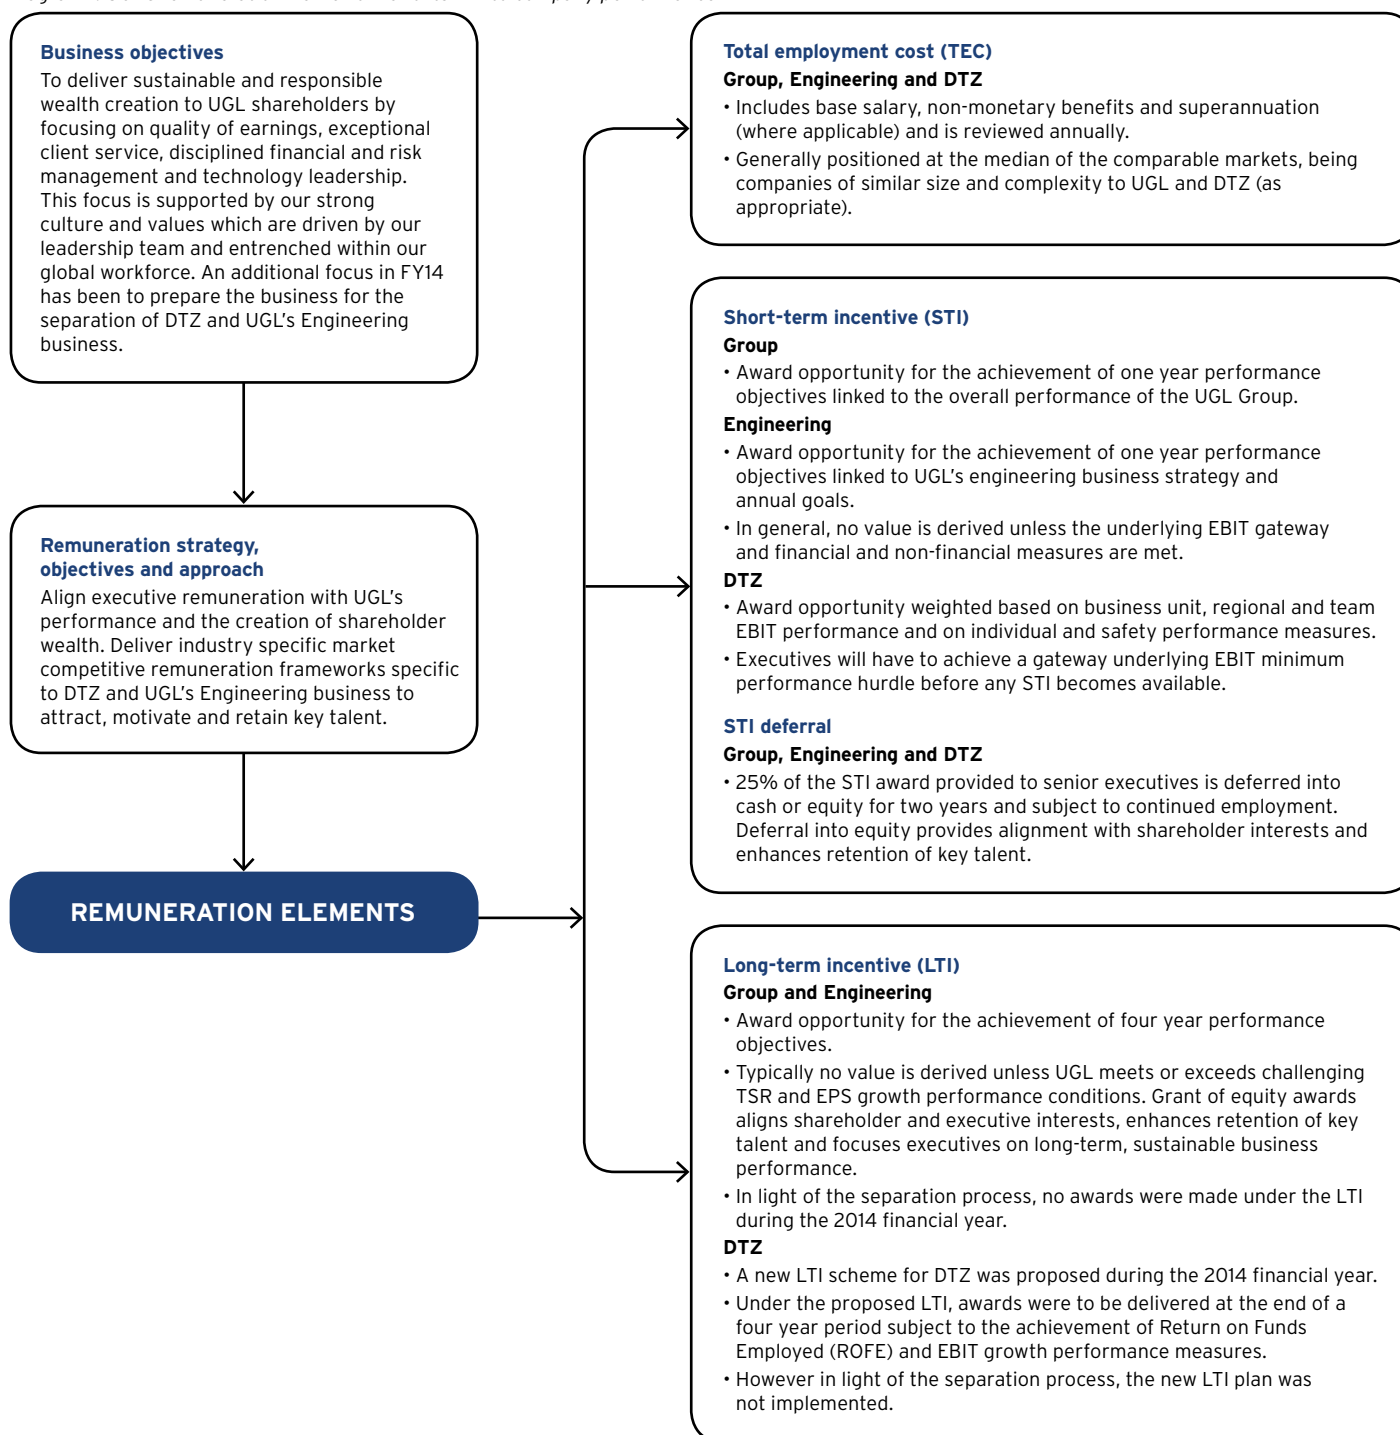 Business objectives
To deliver sustainable and responsible
wealth creation to UGL shareholders by
focusing on quality of earnings, exceptional
client service, disciplined financial and risk
management and technology leadership.
This focus is supported by our strong
culture and values which are driven by our
leadership team and entrenched within our
global workforce. An additional focus in FY14
has been to prepare the business for the
separation of DTZ and UGL's Engineering
business.
Remuneration strategy,
objectives and approach
Align executive remuneration with UGL's
performance and the creation of shareholder
wealth. Deliver industry specific market
competitive remuneration frameworks specific
to DTZ and UGL's Engineering business to
attract, motivate and retain key talent.
REMUNERATION ELEMENTS
Total employment cost (TEC)
Group, Engineering and DTZ
• Includes base salary, non-monetary benefits and superannuation
(where applicable) and is reviewed annually.
• Generally positioned at the median of the comparable markets, being
companies of similar size and complexity to UGL and DTZ (as
appropriate).
Short-term incentive (STI)
Group
• Award opportunity for the achievement of one year performance
objectives linked to the overall performance of the UGL Group.
Engineering
• Award opportunity for the achievement of one year performance
objectives linked to UGL's engineering business strategy and
annual goals.
• In general, no value is derived unless the underlying EBIT gateway
and financial and non-financial measures are met.
DTZ
• Award opportunity weighted based on business unit, regional and team
EBIT performance and on individual and safety performance measures.
• Executives will have to achieve a gateway underlying EBIT minimum
performance hurdle before any STI becomes available.
STI deferral
Group, Engineering and DTZ
• 25% of the STI award provided to senior executives is deferred into
cash or equity for two years and subject to continued employment.
Deferral into equity provides alignment with shareholder interests and
enhances retention of key talent.
Long-term incentive (LTI)
Group and Engineering
• Award opportunity for the achievement of four year performance
objectives.
• Typically no value is derived unless UGL meets or exceeds challenging
TSR and EPS growth performance conditions. Grant of equity awards
aligns shareholder and executive interests, enhances retention of key
talent and focuses executives on long-term, sustainable business
performance.
• In light of the separation process, no awards were made under the LTI
during the 2014 financial year.
DTZ
• A new LTI scheme for DTZ was proposed during the 2014 financial year.
• Under the proposed LTI, awards were to be delivered at the end of a
four year period subject to the achievement of Return on Funds
Employed (ROFE) and EBIT growth performance measures.
• However in light of the separation process, the new LTI plan was
not implemented.